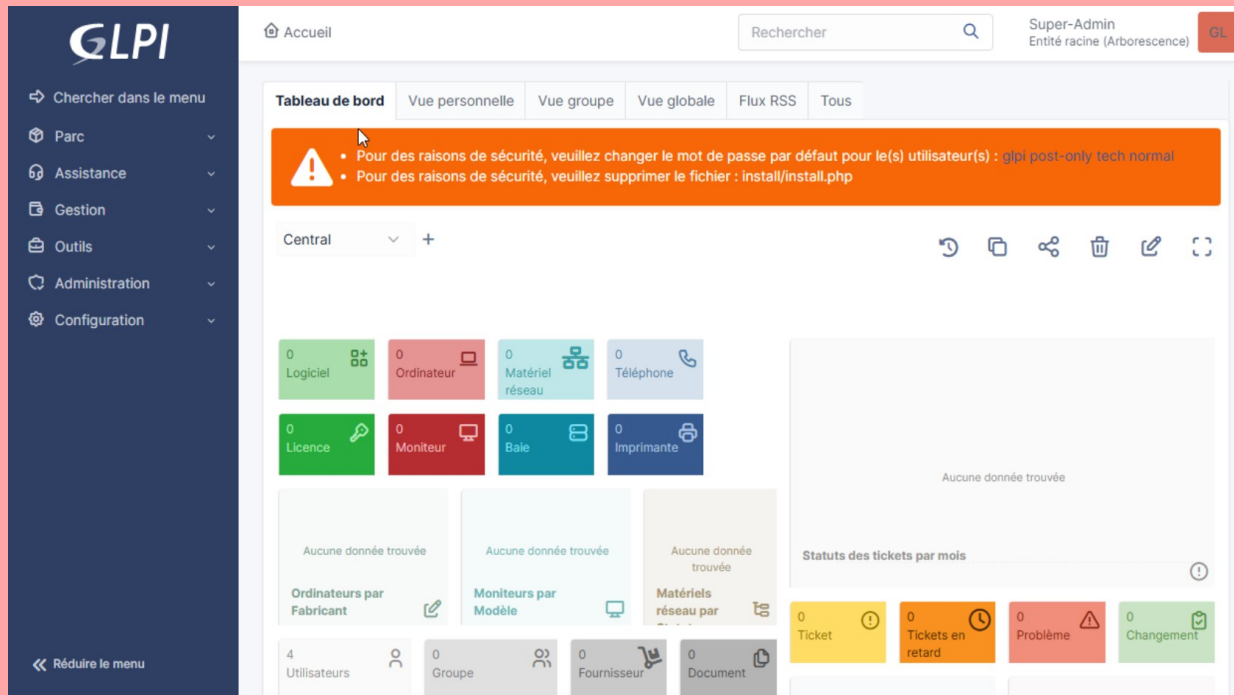 GLPI
Accueil
Rechercher
Super-Admin
Entité racine (Arborescence)
GL
Chercher dans le menu
Parc
Assistance
Gestion
Outils
Administration
Configuration
Réduire le menu
Tableau de bord
Vue personnelle
Vue groupe
Vue globale
Flux RSS
Tous
• Pour des raisons de sécurité, veuillez changer le mot de passe par défaut pour le(s) utilisateur(s) : glpi post-only tech normal
• Pour des raisons de sécurité, veuillez supprimer le fichier : install/install.php
Central
0
Logiciel
0
Ordinateur
0
Matériel
réseau
0
Téléphone
0
Licence
0
Moniteur
0
Baie
0
Imprimante
Aucune donnée trouvée
Statuts des tickets par mois
Aucune donnée trouvée
Ordinateurs par
Fabricant
Aucune donnée trouvée
Moniteurs par
Modèle
Aucune donnée
trouvée
Matériels
réseau par
0
Ticket
0
Tickets en
retard
0
Problème
0
Changement
4
Utilisateurs
0
Groupe
0
Fournisseur
0
Document